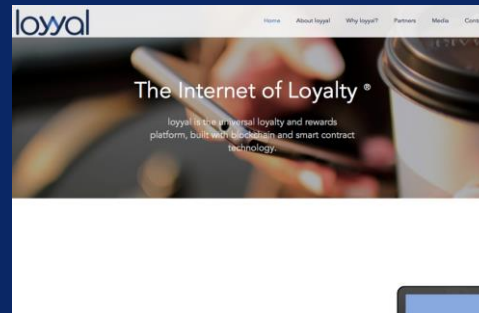 loyyal
Home About loyyal Why loyyal? Partners Media
The Internet of Loyalty ®
loyyal is the universal loyalty and rewards
platform, built with blockchain and smart contract
technology.